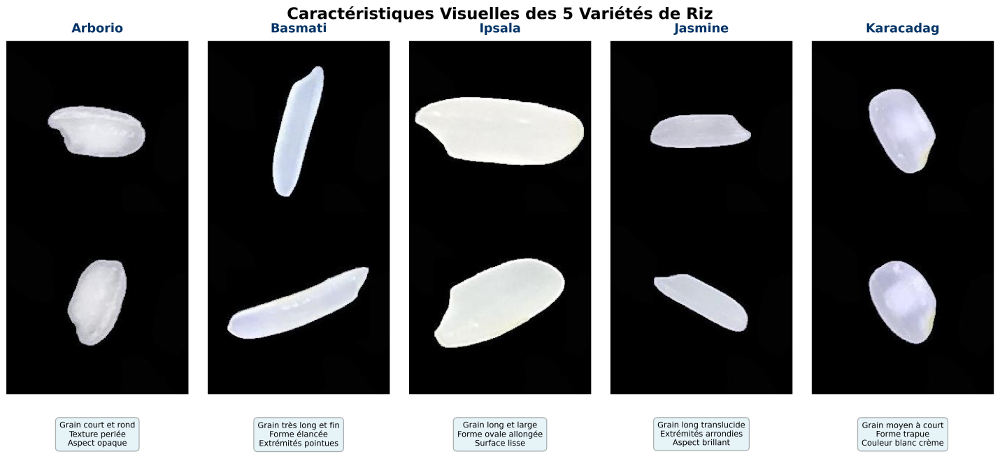 Caractéristiques Visuelles des 5 Variétés de Riz
Arborio
Basmati
Ipsala
Jasmine
Karacadag
Grain court et rond
Texture perlée
Aspect opaque
Grain très long et fin
Forme élancée
Extrémités pointues
Grain long et large
Forme ovale allongée
Surface lisse
Grain long translucide
Extrémités arrondies
Aspect brillant
Grain moyen à court
Forme trapue
Couleur blanc crème